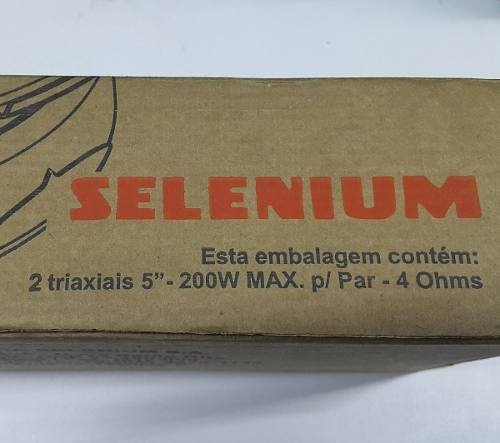 SELENIUM
Esta embalagem contém:
2 triaxiais 5”- 200W MAX. p/ Par - 4 Ohms